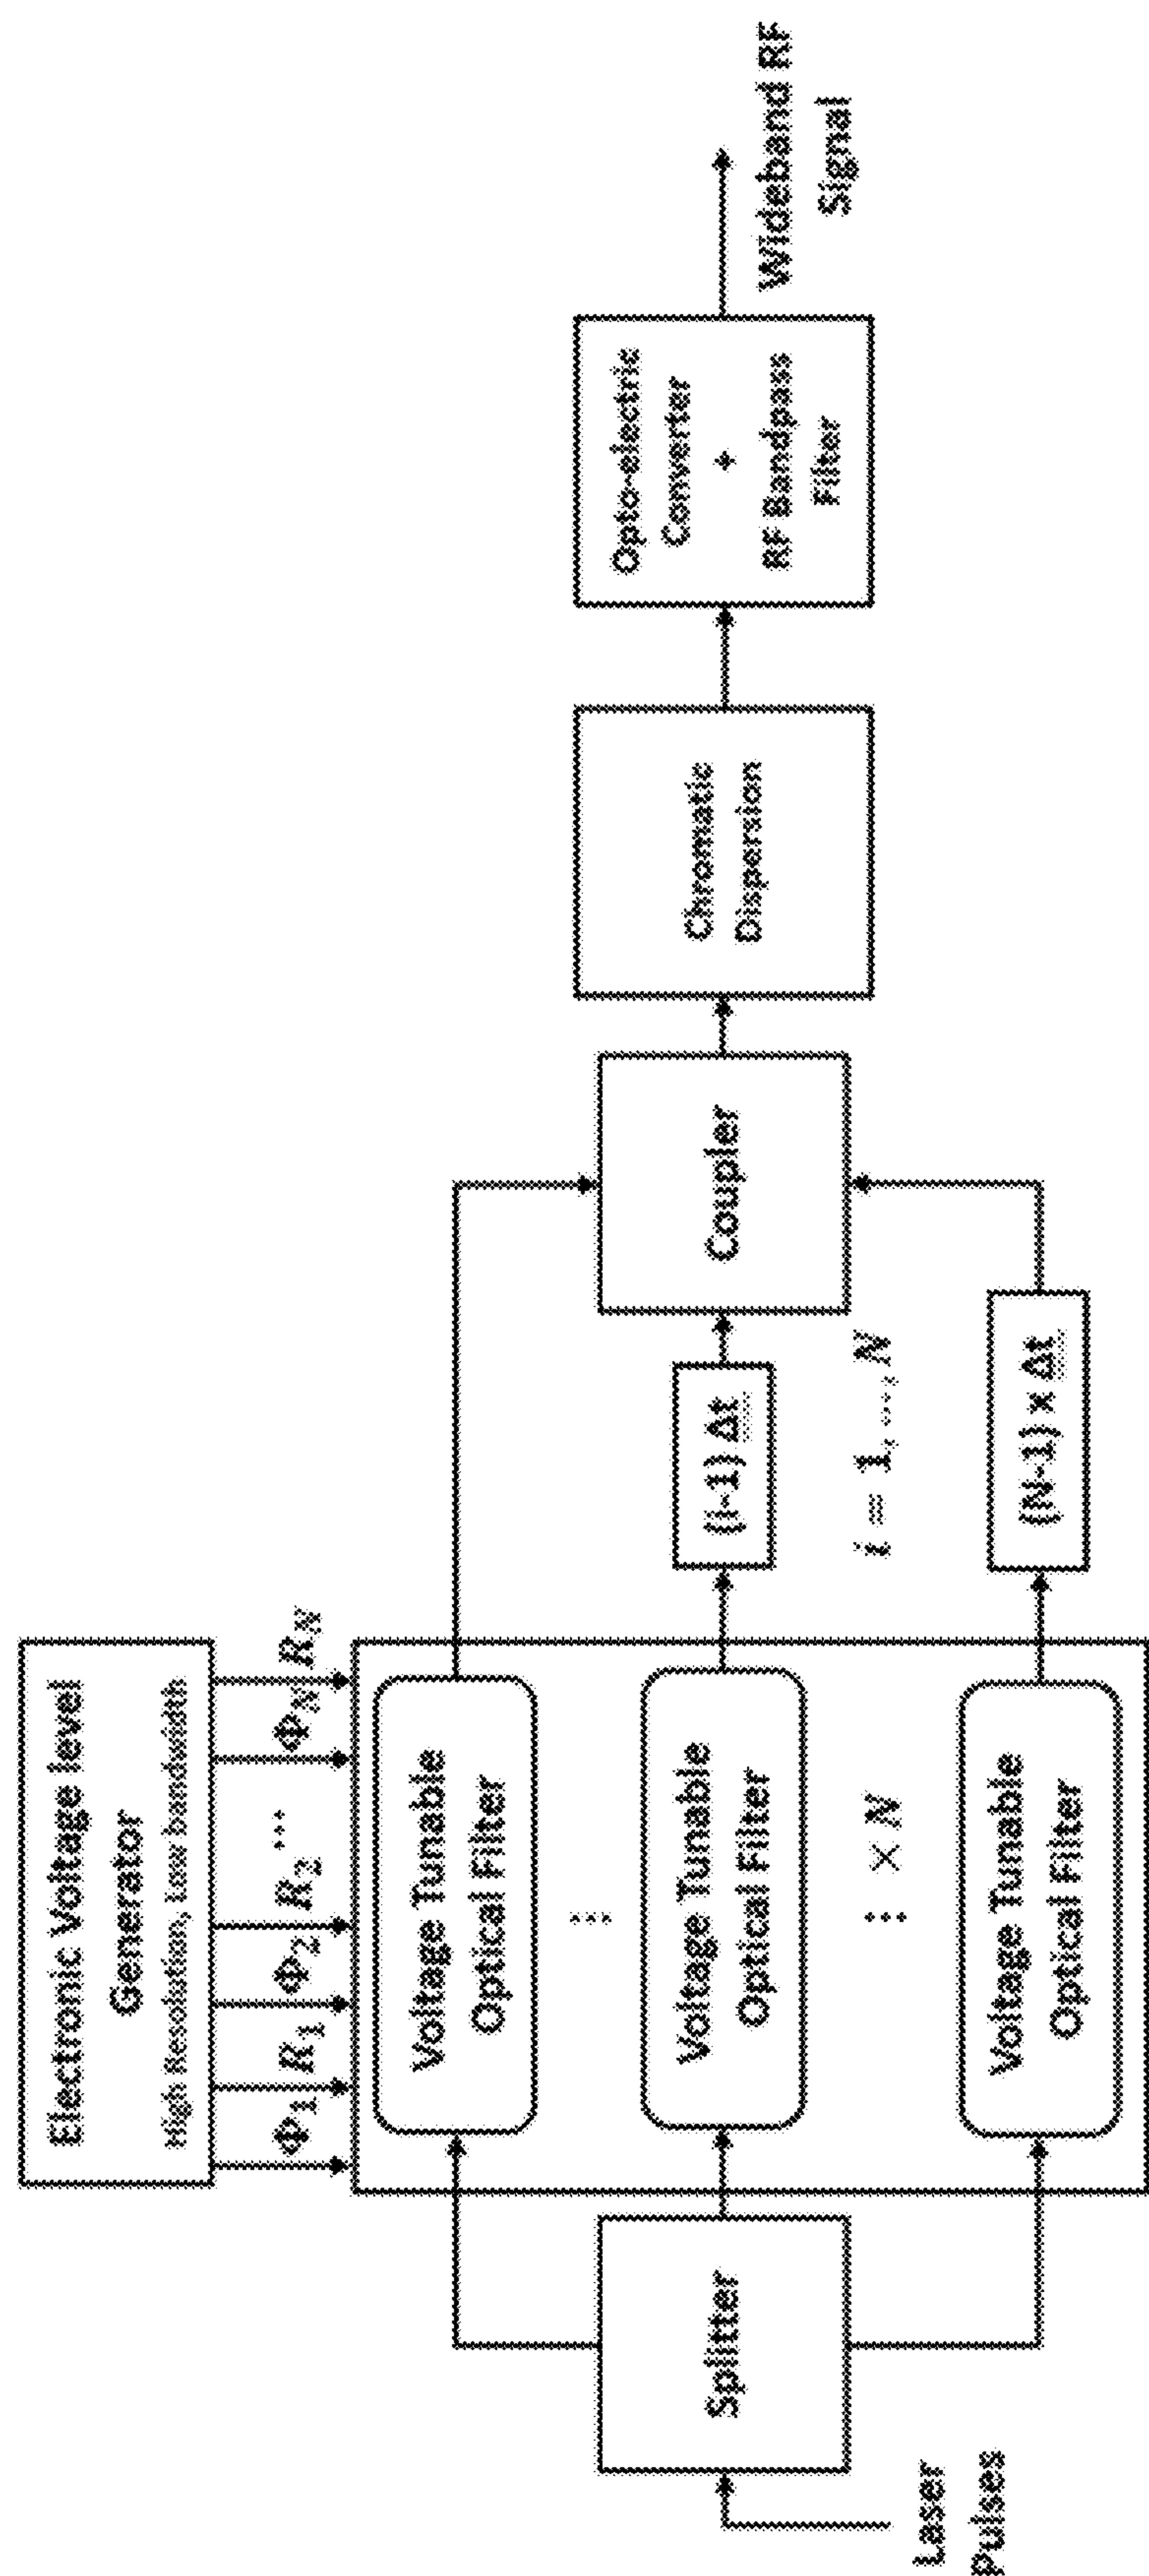 Electronic Voltage level
Generator
High Resolution, Low bandwidth
Φ₁ R₁ Φ₂ R₂ ... Φ_N R_N
Laser
Pulses
Splitter
Voltage Tunable
Optical Filter
...
Voltage Tunable
Optical Filter
⋮ × N
Voltage Tunable
Optical Filter
(i-1) Δt
i = 1, ..., N
(N-1) x Δt
Coupler
Chromatic
Dispersion
Opto-electric
Converter
+
RF Bandpass
Filter
Wideband RF
Signal